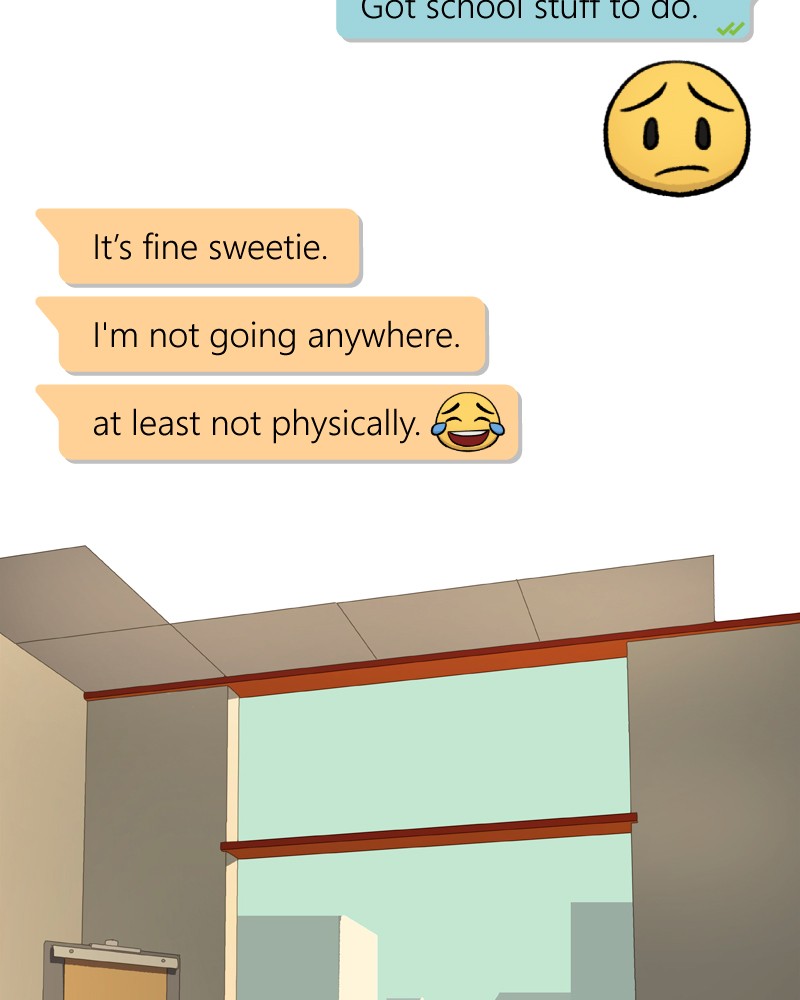 Got school stuff to do.
It’s fine sweetie.
I'm not going anywhere.
at least not physically.